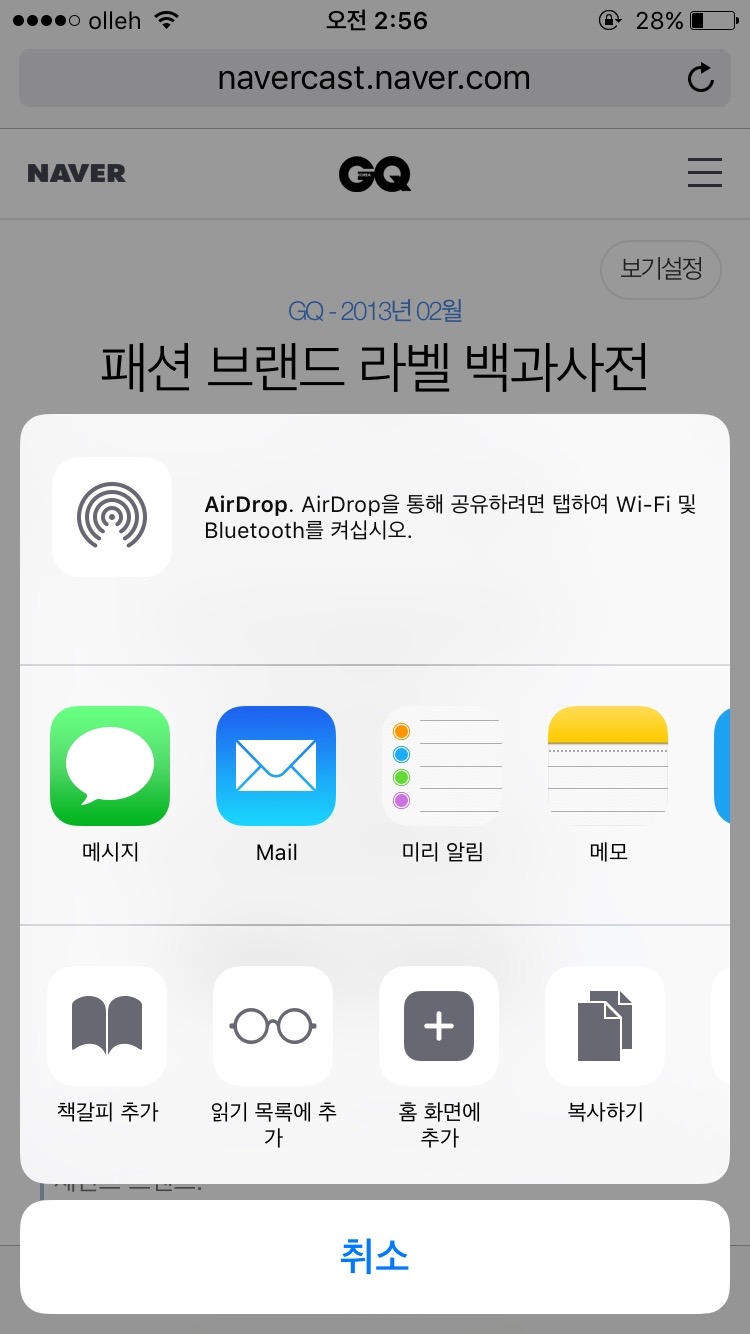 olleh 오전 2:56 28%
navercast.naver.com
NAVER GQ
보기설정
GQ - 2013년 02월
패션 브랜드 라벨 백과사전
AirDrop. AirDrop을 통해 공유하려면 탭하여 Wi-Fi 및
Bluetooth를 켜십시오.
메시지 Mail 미리 알림 메모
책갈피 추가 읽기 목록에 추 홈 화면에 복사하기
가 추가
취소